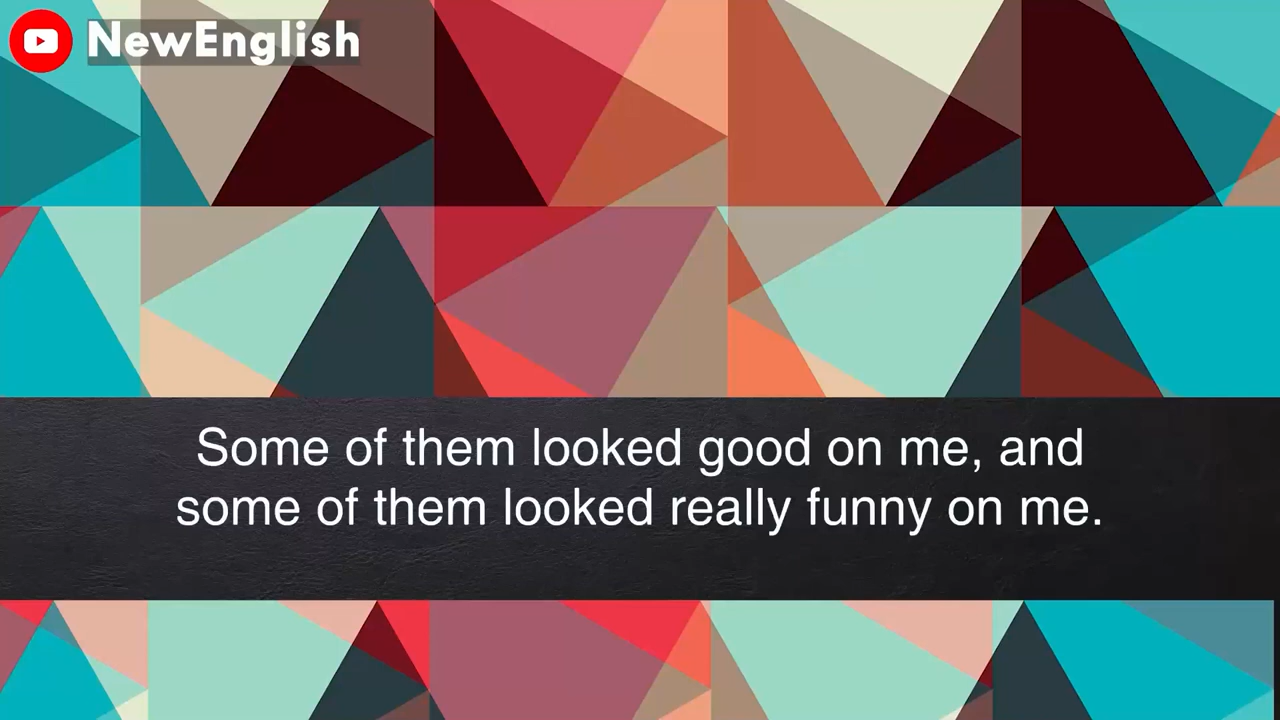 NewEnglish
Some of them looked good on me, and
some of them looked really funny on me.